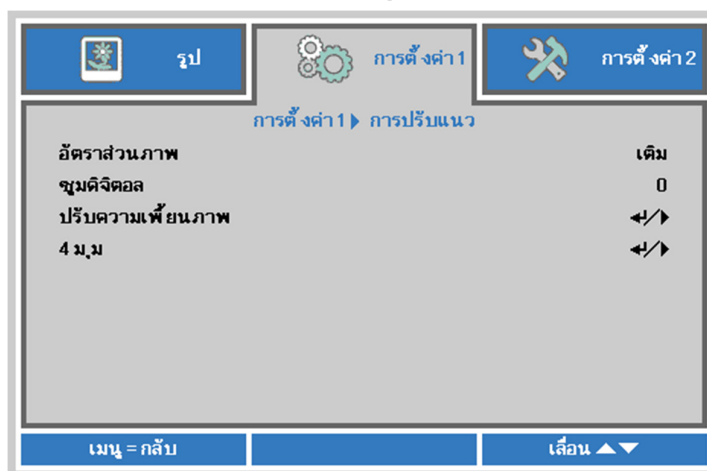 รูป
การตั้งค่า 1
การตั้งค่า 2
การตั้งค่า 1 การปรับแนว
อัตราส่วนภาพ เติม
ซูมดิจิตอล 0
ปรับความเพี้ยนภาพ /
4 มุม /
เมนู = กลับ
เลื่อน